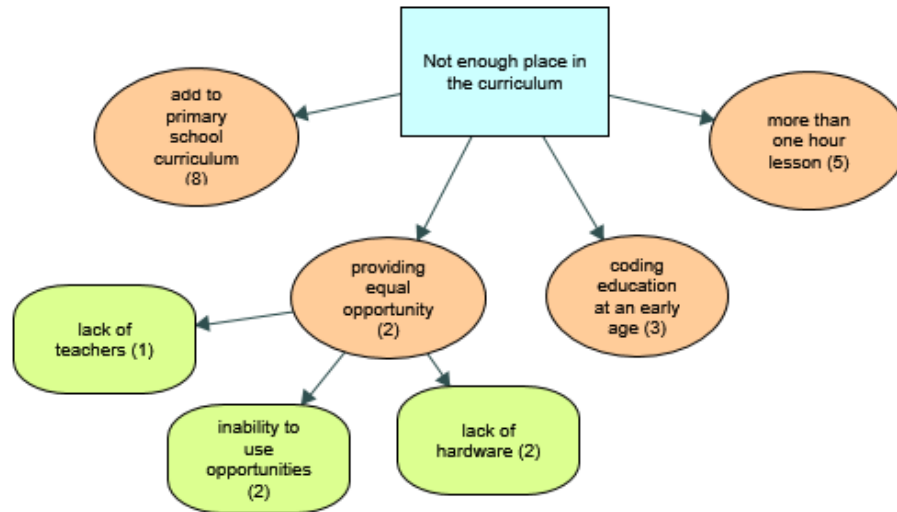 Not enough place in
the curriculum
add to
primary
school
curriculum
(8)
more than
one hour
lesson (5)
providing
equal
opportunity
(2)
coding
education
at an early
age (3)
lack of
teachers (1)
inability to
use
opportunities
(2)
lack of
hardware (2)